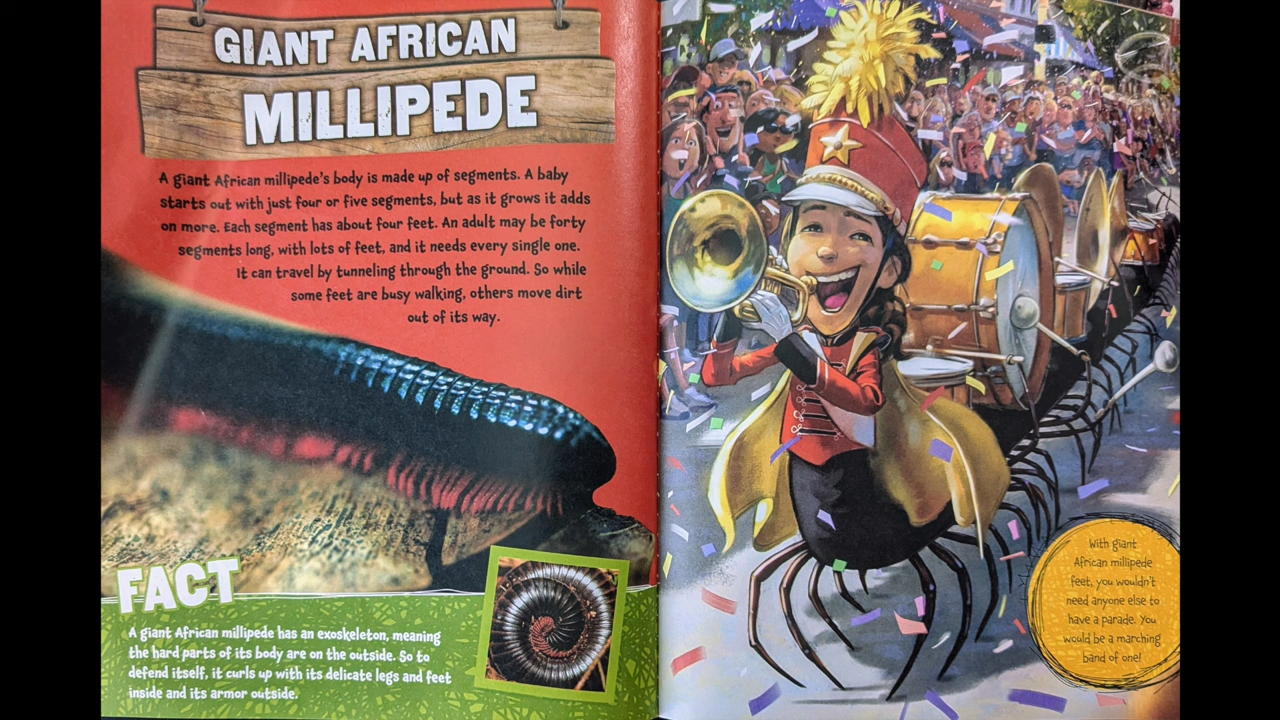 GIANT AFRICAN
MILLIPEDE
A giant African millipede's body is made up of segments. A baby
starts out with just four or five segments, but as it grows it adds
on more. Each segment has about four feet. An adult may be forty
segments long, with lots of feet, and it needs every single one.
It can travel by tunneling through the ground. So while
some feet are busy walking, others move dirt
out of its way.
FACT
A giant African millipede has an exoskeleton, meaning
the hard parts of its body are on the outside. So to
defend itself, it curls up with its delicate legs and feet
inside and its armor outside.
With giant
African millipede
feet, you wouldn't
need anyone else to
have a parade. You
would be a marching
band of one!